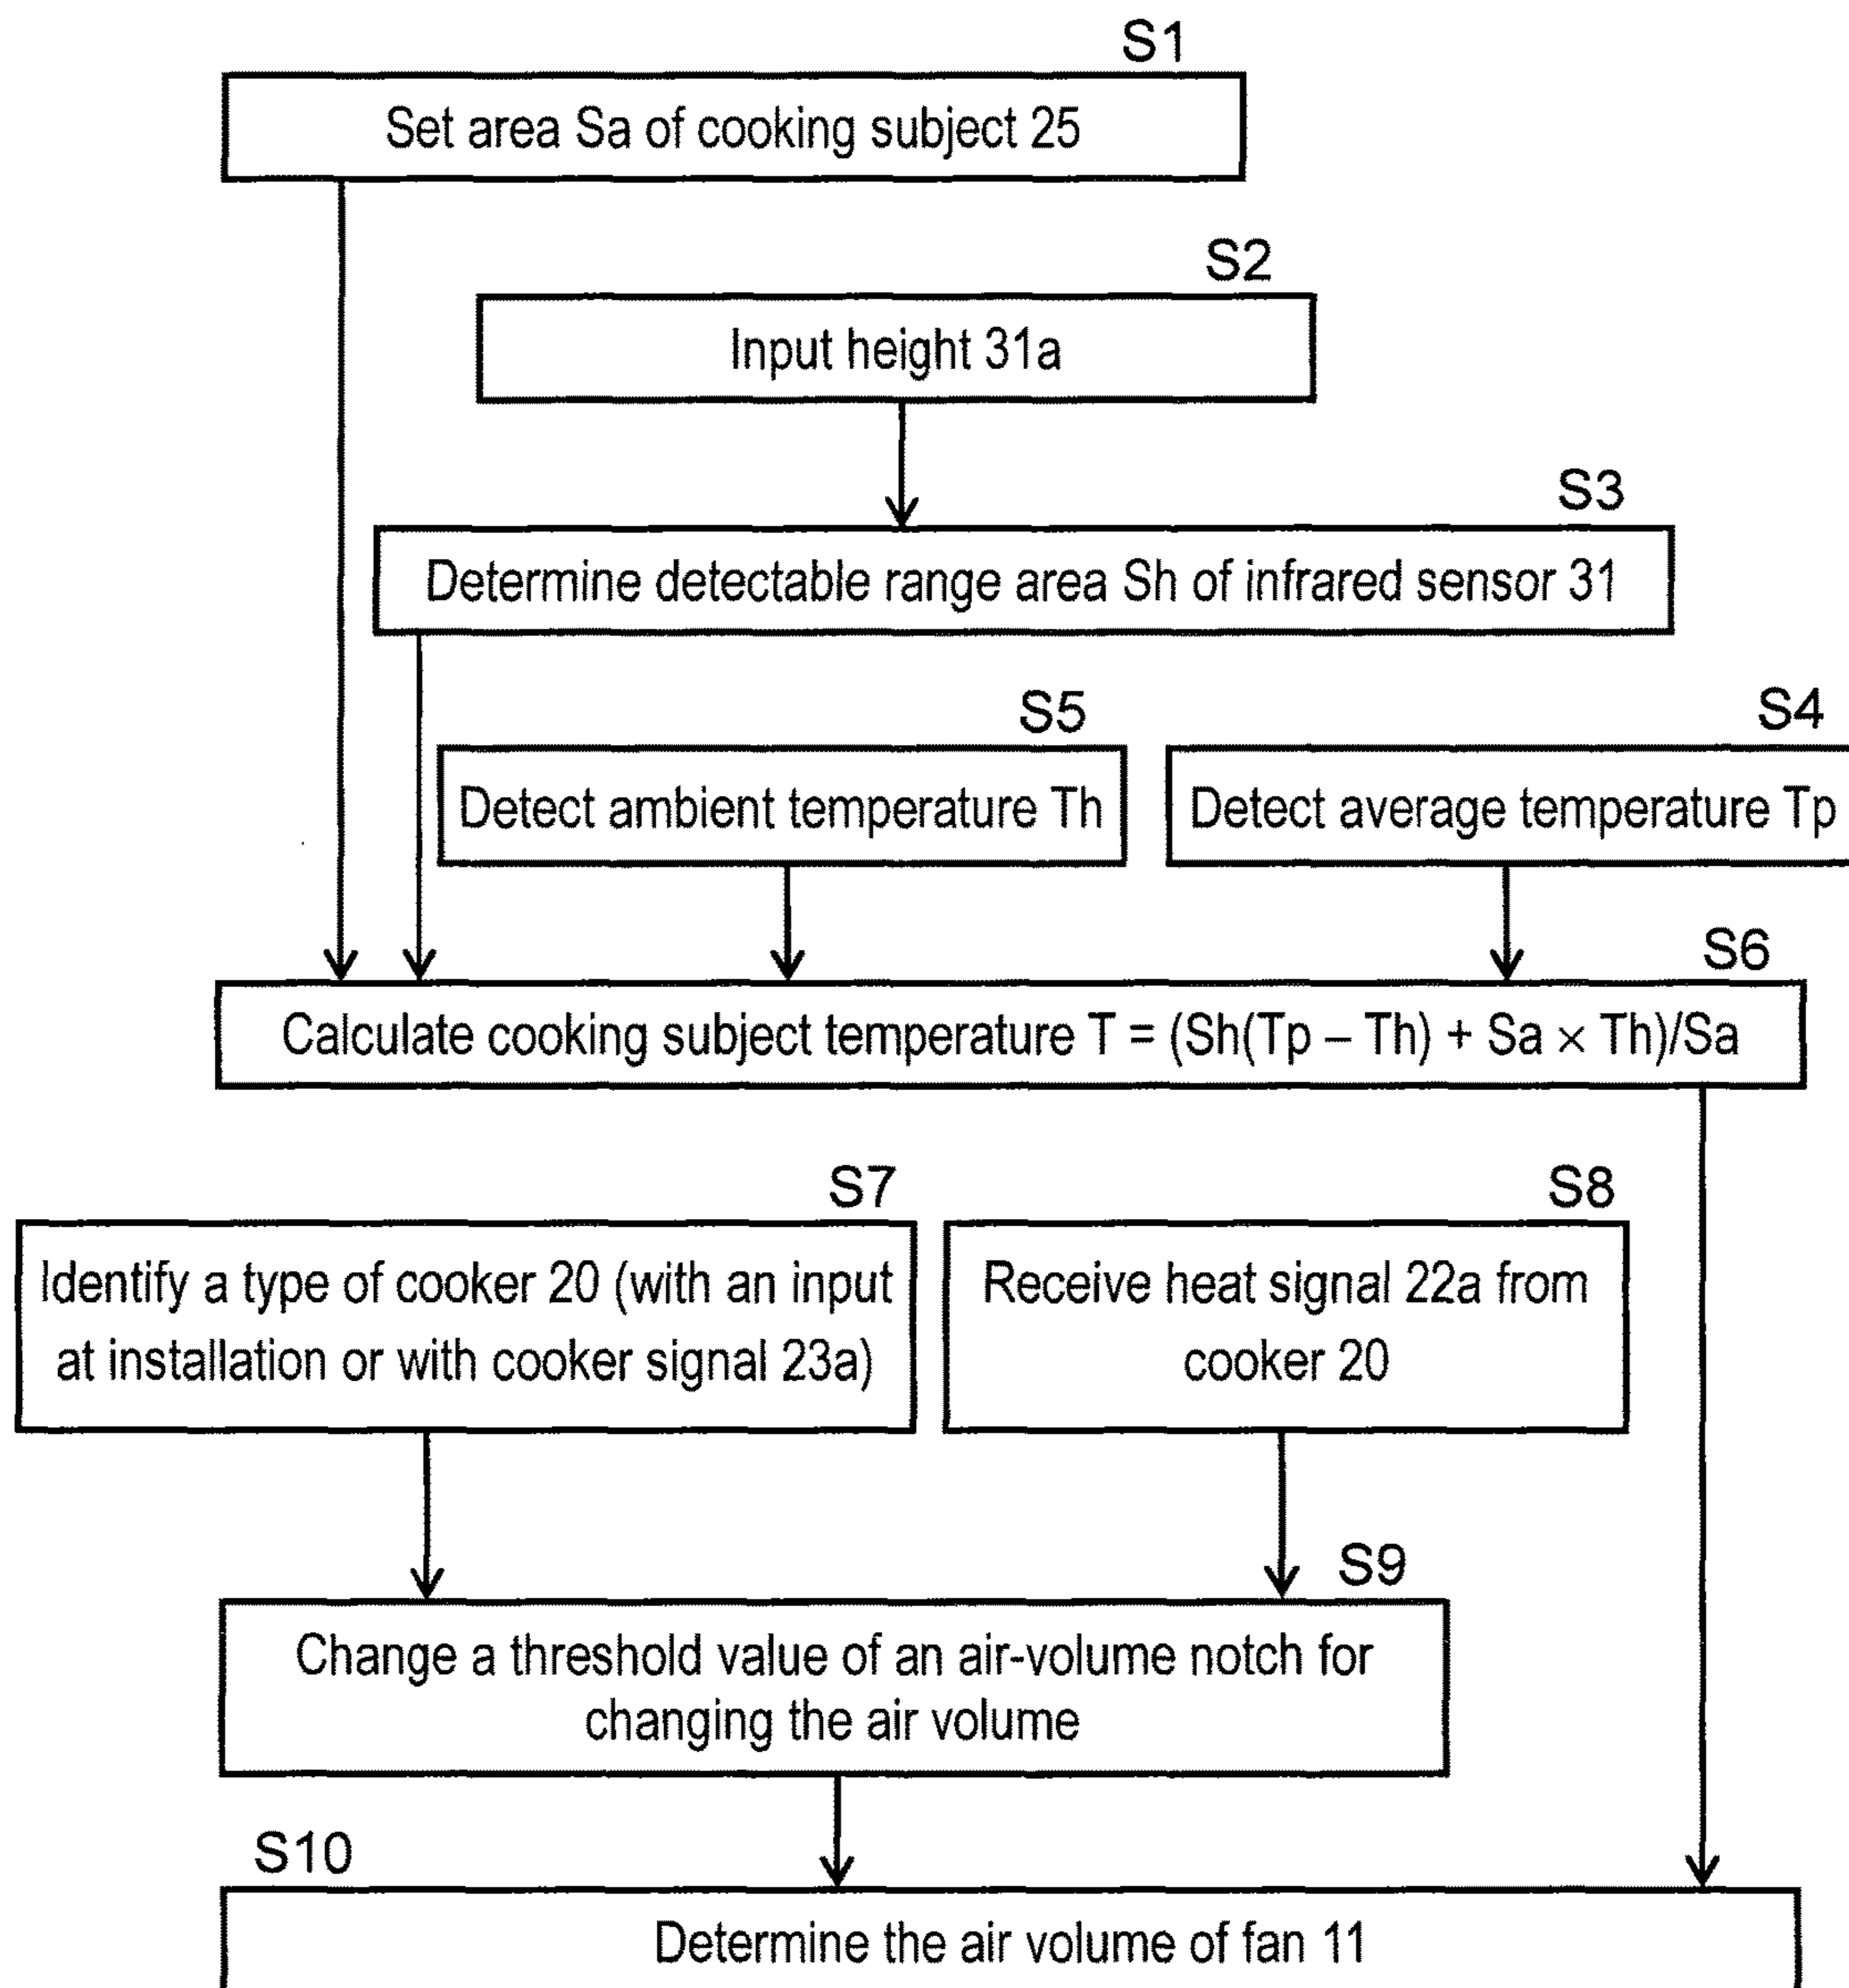 S1
Set area Sa of cooking subject 25
S2
Input height 31a
S3
Determine detectable range area Sh of infrared sensor 31
S5
Detect ambient temperature Th
S4
Detect average temperature Tp
S6
Calculate cooking subject temperature T = (Sh(Tp – Th) + Sa × Th)/Sa
S7
Identify a type of cooker 20 (with an input
at installation or with cooker signal 23a)
S8
Receive heat signal 22a from
cooker 20
S9
Change a threshold value of an air-volume notch for
changing the air volume
S10
Determine the air volume of fan 11